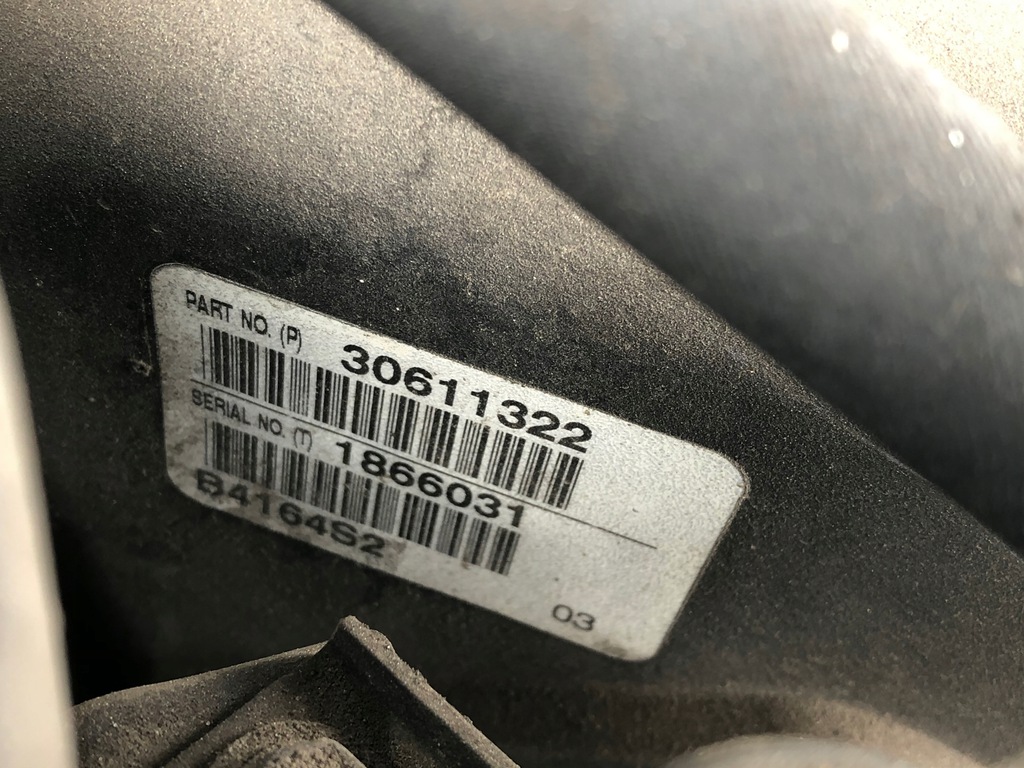 PART NO. (P)
30611322
SERIAL NO. (T)
1866031
B4164S2
03